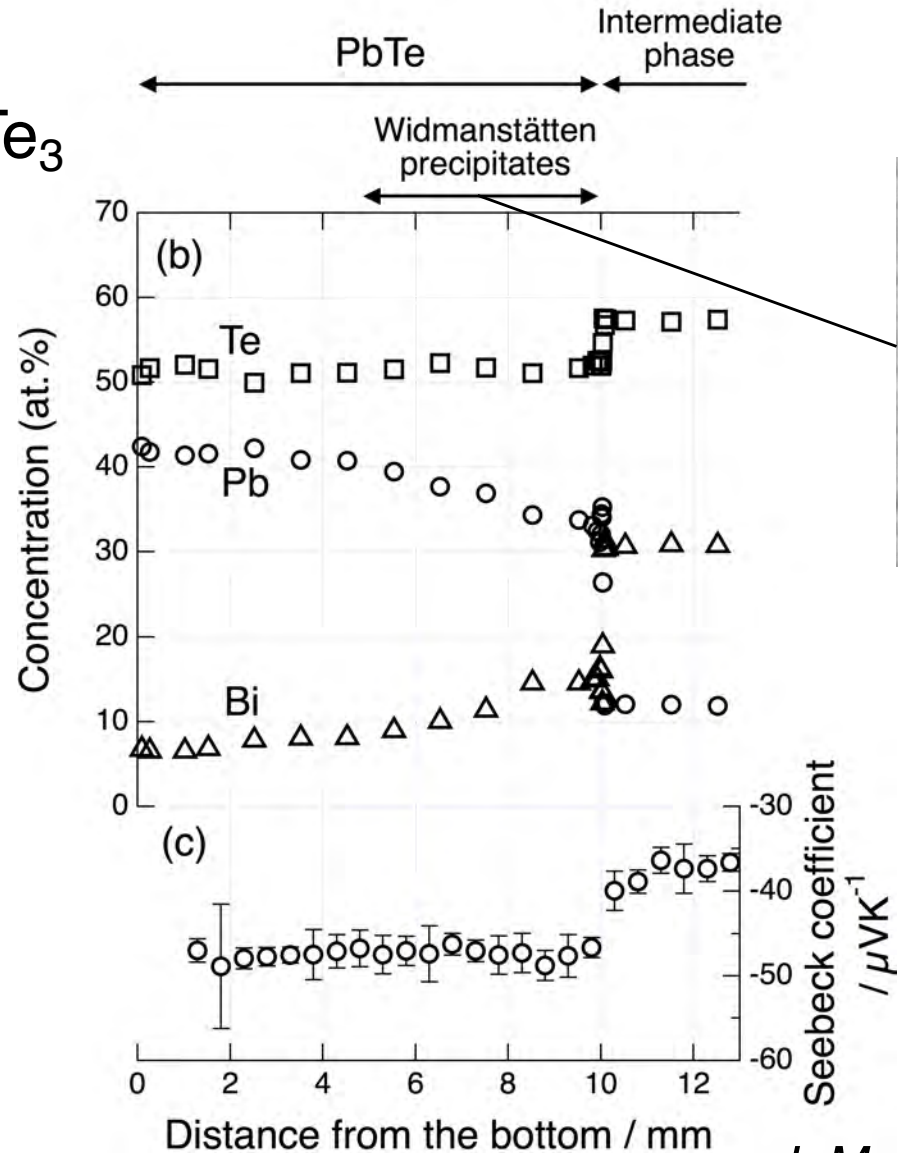 Intermediate
phase
PbTe
Te₃
Widmanstätten
precipitates
70
60
50
40
30
20
10
0
Concentration (at.%)
(b)
Te
Pb
Bi
(c)
-30
-40
-50
-60
Seebeck coefficient
/ μVK⁻¹
0 2 4 6 8 10 12
Distance from the bottom / mm